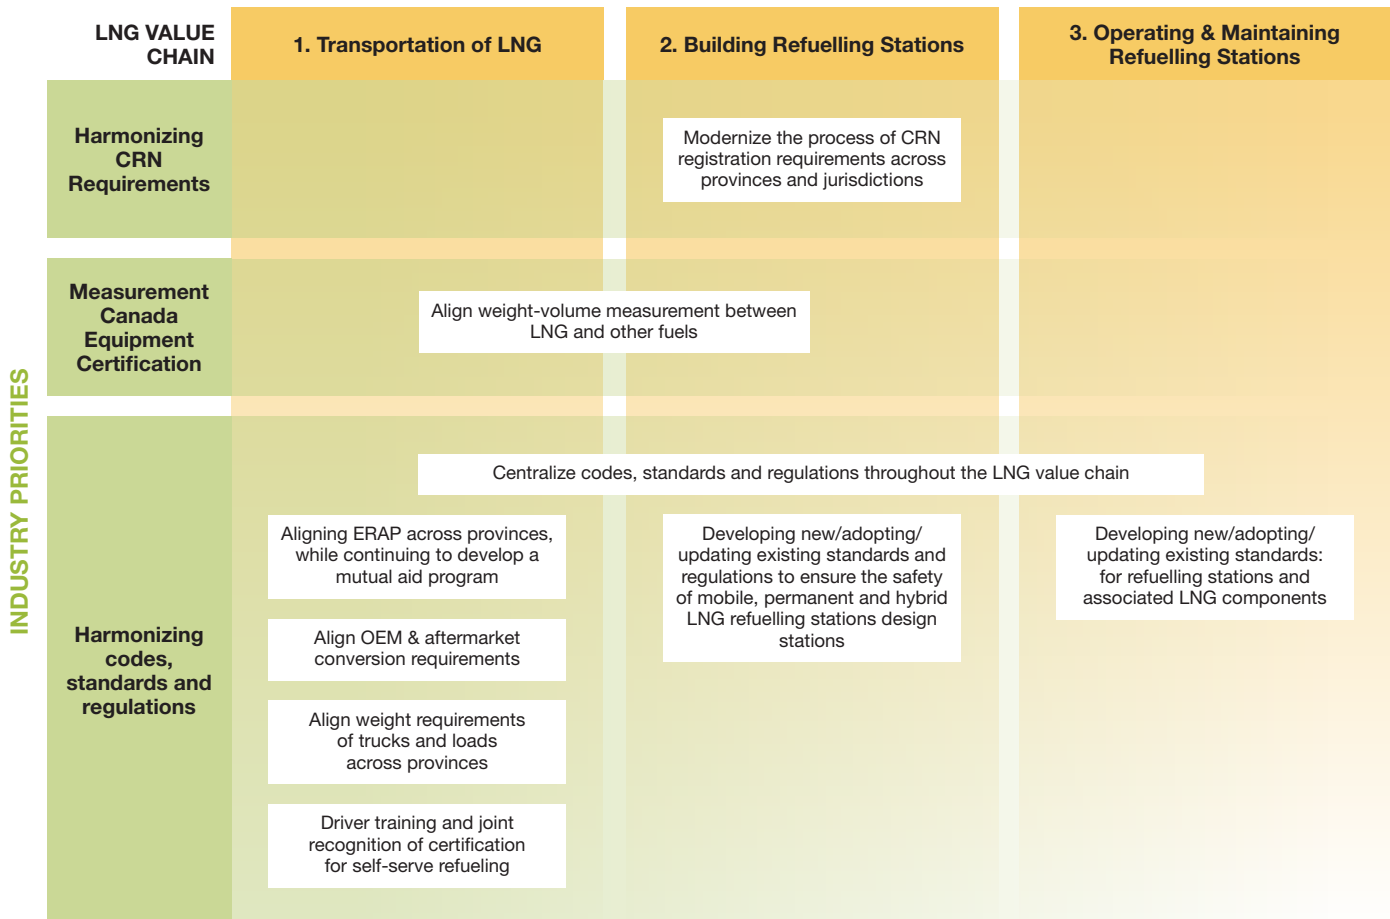 LNG VALUE
CHAIN
1. Transportation of LNG
2. Building Refuelling Stations
3. Operating & Maintaining
Refuelling Stations
INDUSTRY PRIORITIES
Harmonizing
CRN
Requirements
Modernize the process of CRN
registration requirements across
provinces and jurisdictions
Measurement
Canada
Equipment
Certification
Align weight-volume measurement between
LNG and other fuels
Harmonizing
codes,
standards and
regulations
Centralize codes, standards and regulations throughout the LNG value chain
Aligning ERAP across provinces,
while continuing to develop a
mutual aid program
Align OEM & aftermarket
conversion requirements
Align weight requirements
of trucks and loads
across provinces
Driver training and joint
recognition of certification
for self-serve refueling
Developing new/adopting/
updating existing standards and
regulations to ensure the safety
of mobile, permanent and hybrid
LNG refuelling stations design
stations
Developing new/adopting/
updating existing standards:
for refuelling stations and
associated LNG components